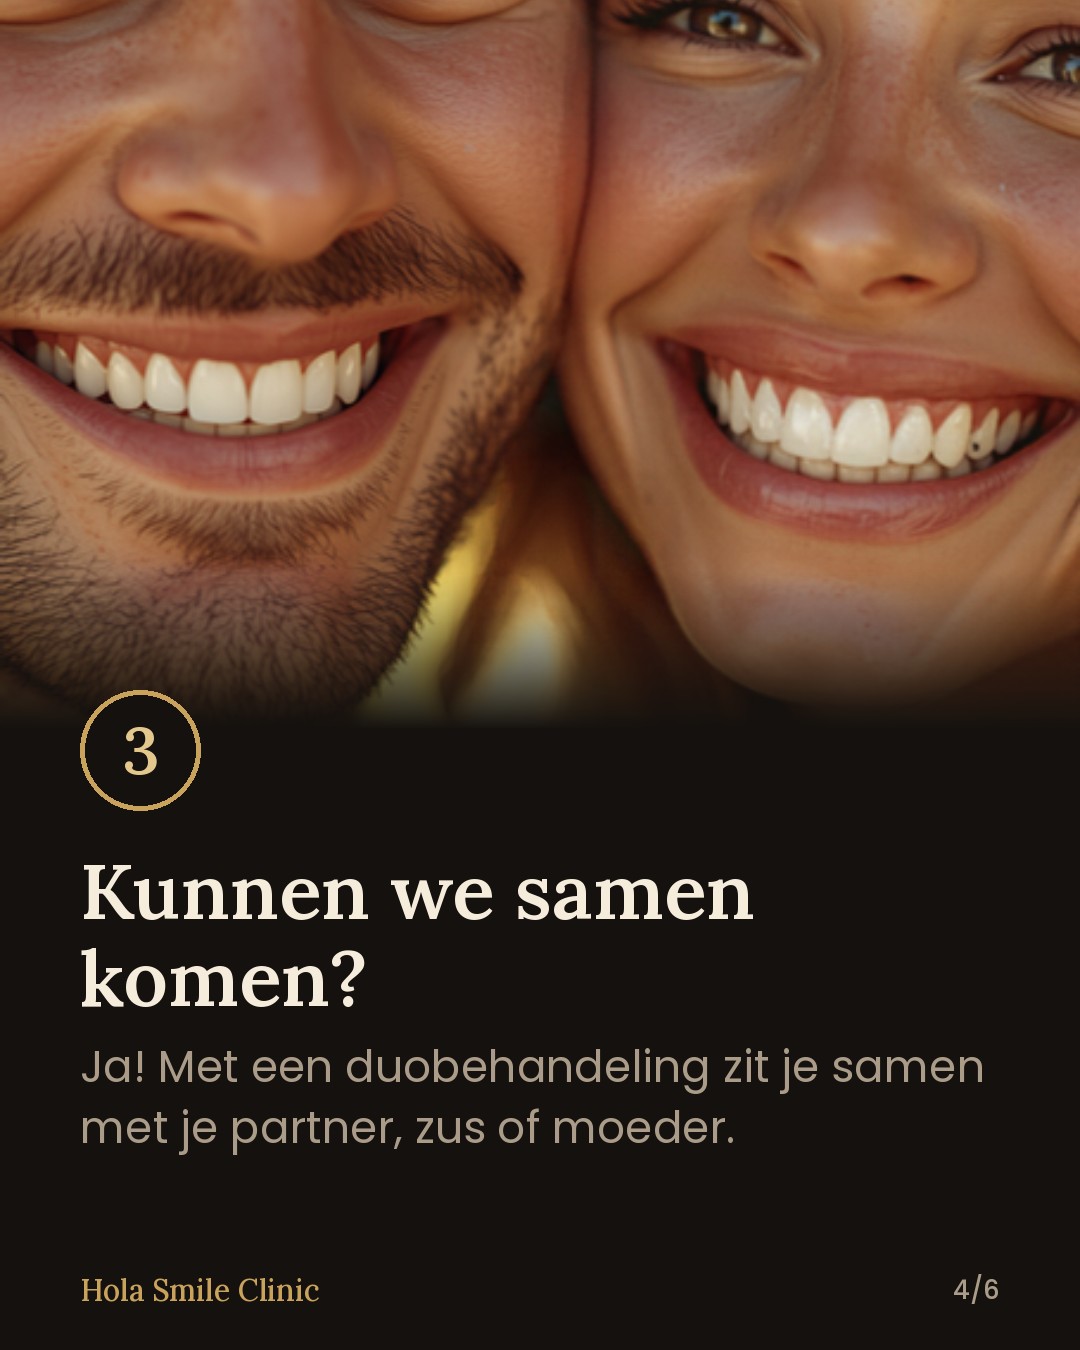 3
Kunnen we samen
komen?
Ja! Met een duobehandeling zit je samen
met je partner, zus of moeder.
Hola Smile Clinic
4/6